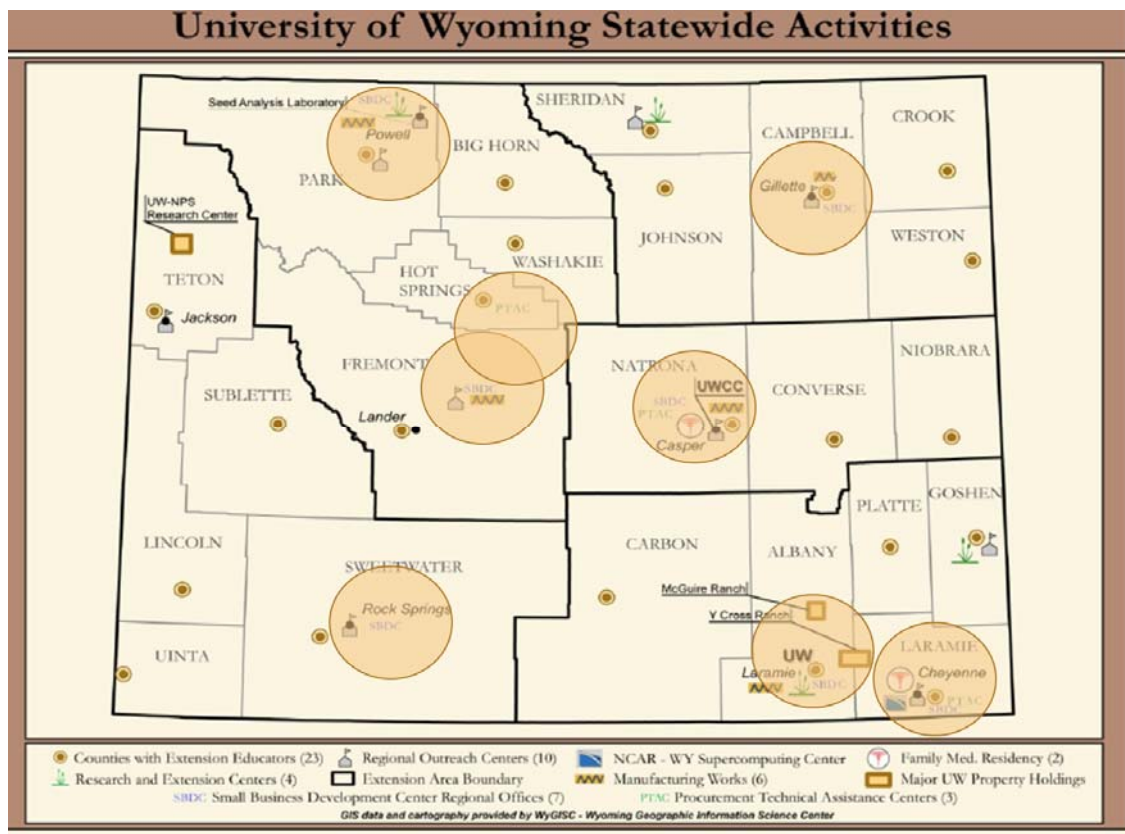 University of Wyoming Statewide Activities
Seed Analysis Laboratory
SBDC
Powell
PARK
BIG HORN
SHERIDAN
CAMPBELL
CROOK
Gillette
SBDC
UW-NPS
Research Center
TETON
Jackson
HOT
SPRINGS
WASHAKIE
PTAC
JOHNSON
WESTON
SUBLETTE
FREMONT
SBDC
Lander
NATRONA
UWCC
SBDC
PTAC
Casper
CONVERSE
NIOBRARA
LINCOLN
UINTA
SWEETWATER
Rock Springs
SBDC
CARBON
ALBANY
PLATTE
GOSHEN
McGuire Ranch
Y Cross Ranch
UW
Laramie
SBDC
LARAMIE
Cheyenne
PTAC
SBDC
Counties with Extension Educators (23)
Regional Outreach Centers (10)
NCAR - WY Supercomputing Center
Family Med. Residency (2)
Research and Extension Centers (4)
Extension Area Boundary
Manufacturing Works (6)
Major UW Property Holdings
SBDC Small Business Development Center Regional Offices (7)
PTAC Procurement Technical Assistance Centers (3)
GIS data and cartography provided by WyGISC - Wyoming Geographic Information Science Center